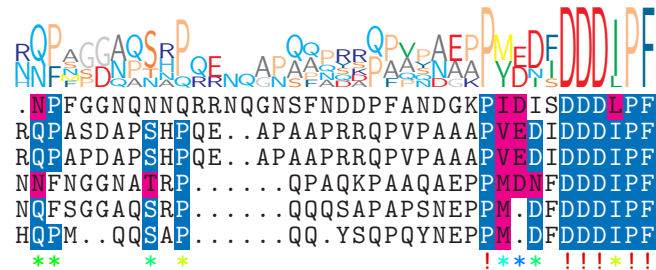 .NPFGGNQNNQRRNQGNSFNDDPFANDGKPIDISDDDLPF
RQPASDAPSHPQE..APAAPRRQPVPAAAPVEDIDDDIPF
RQPAPDAPSHPQE..APAAPRRQPVPAAAPVEDIDDDIPF
NNFNGGNATRP......QPAQKPAAQAEPPMDNFDDDIPF
NQFSGGAQSRP......QQQSAPAPSNEPPM.DFDDDIPF
HQPM..QQSAP......QQ.YSQPQYNEPPM.DFDDDIPF
** * * !*** !!!*!!